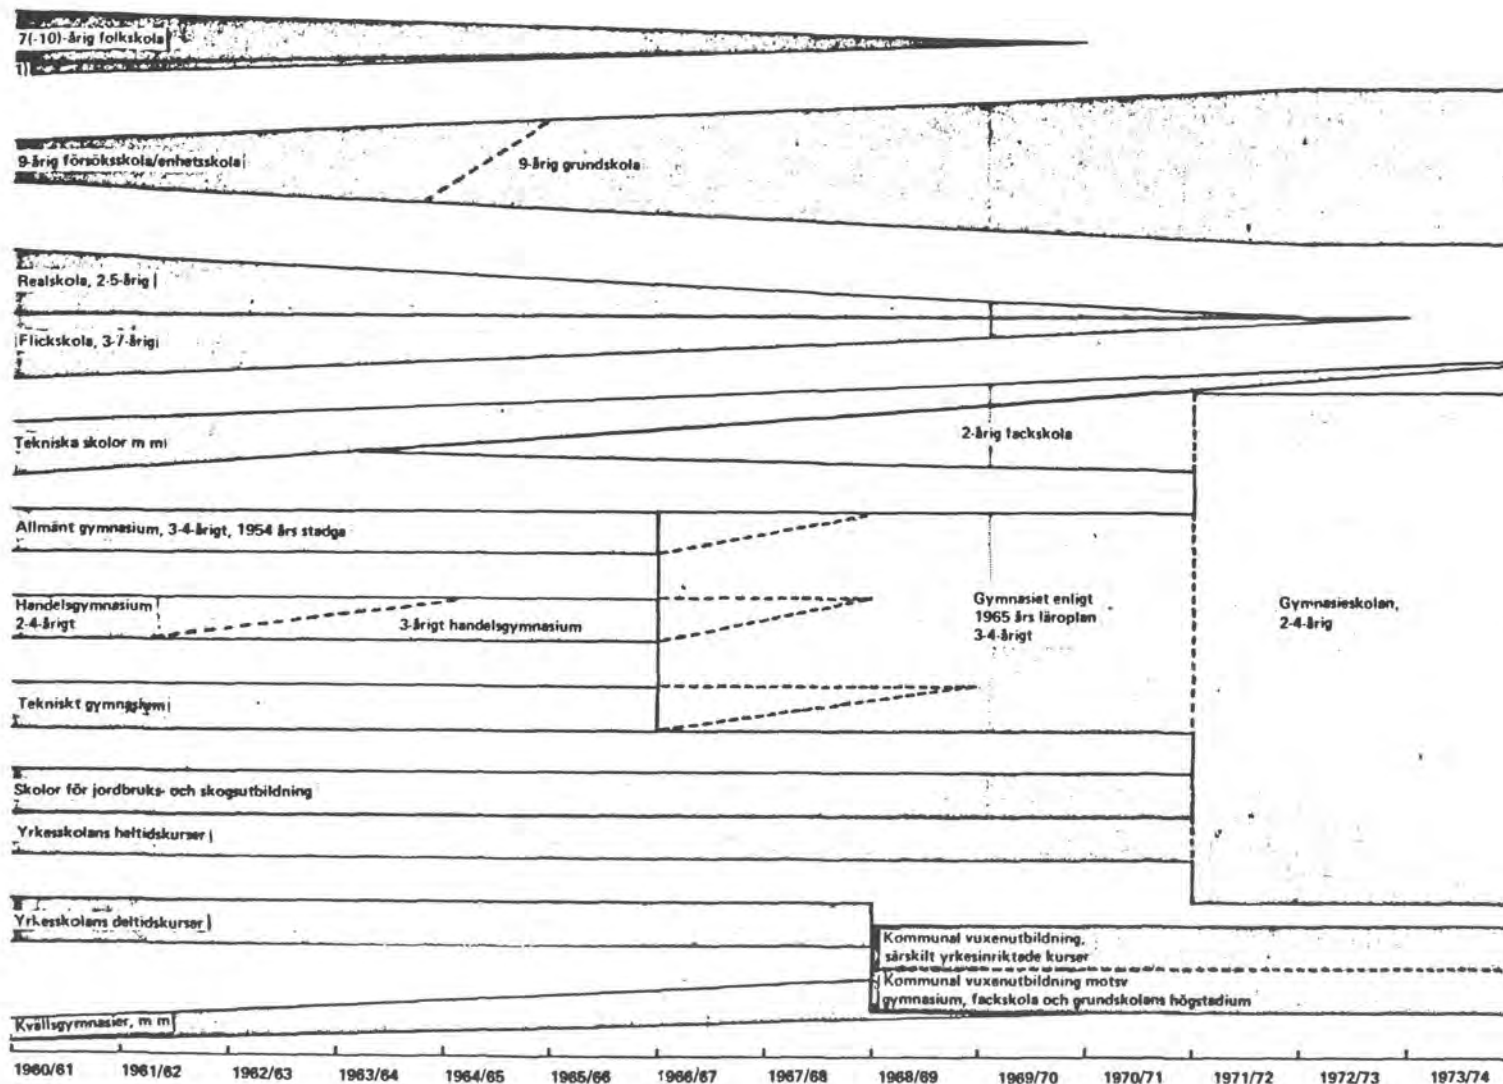 7(-10)-årig folkskola
1)
9-årig försöksskola/enhetsskola
9-årig grundskola
Realskola, 2-5-årig
Flickskola, 3-7-årig
Tekniska skolor m m
2-årig fackskola
Allmänt gymnasium, 3-4-årigt, 1954 års stadga
Handelsgymnasium
2-4-årigt
3-årigt handelsgymnasium
Gymnasiet enligt
1965 års läroplan
3-4-årigt
Gymnasieskolan,
2-4-årig
Tekniskt gymnasium
Skolor för jordbruks- och skogsutbildning
Yrkesskolans heltidskurser
Yrkesskolans deltidskurser
Kommunal vuxenutbildning,
särskilt yrkesinriktade kurser
Kommunal vuxenutbildning motsv
gymnasium, fackskola och grundskolans högstadium
Kvällsgymnasier, m m
1960/61 1961/62 1962/63 1963/64 1964/65 1965/66 1966/67 1967/68 1968/69 1969/70 1970/71 1971/72 1972/73 1973/74